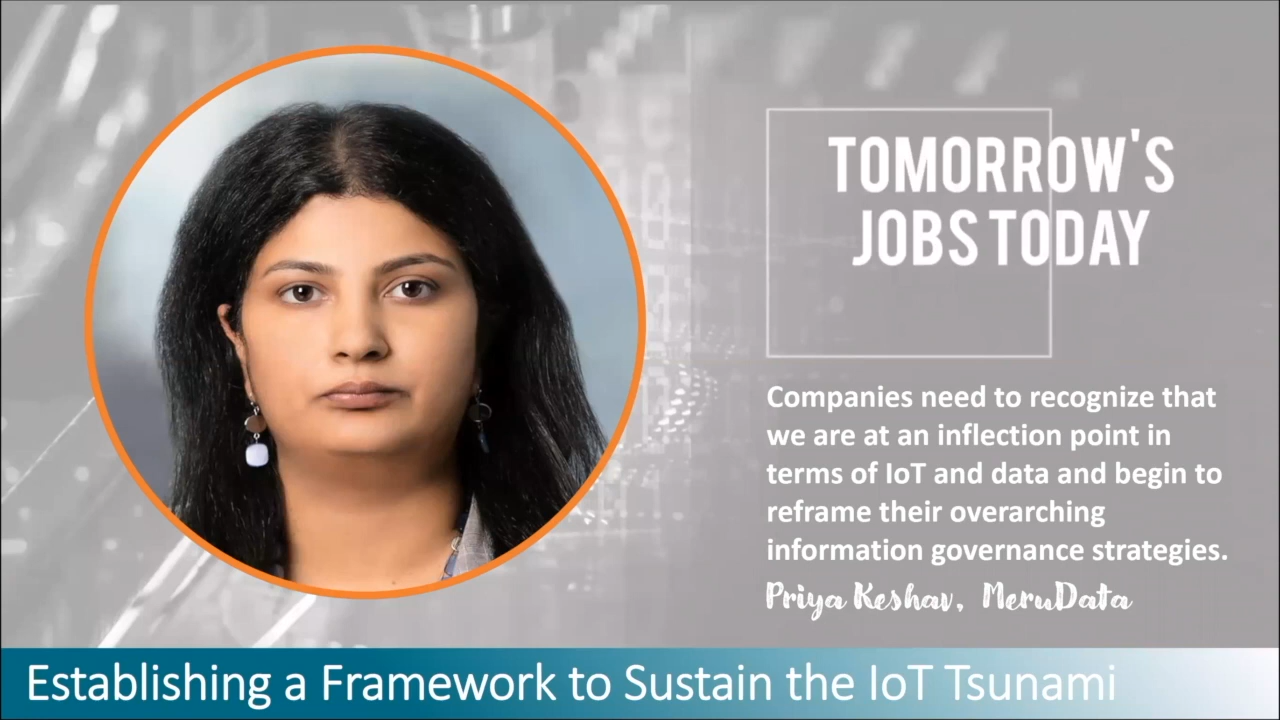 TOMORROW'S
JOBS TODAY
Companies need to recognize that
we are at an inflection point in
terms of IoT and data and begin to
reframe their overarching
information governance strategies.
Priya Keshav, MeruData
Establishing a Framework to Sustain the IoT Tsunami